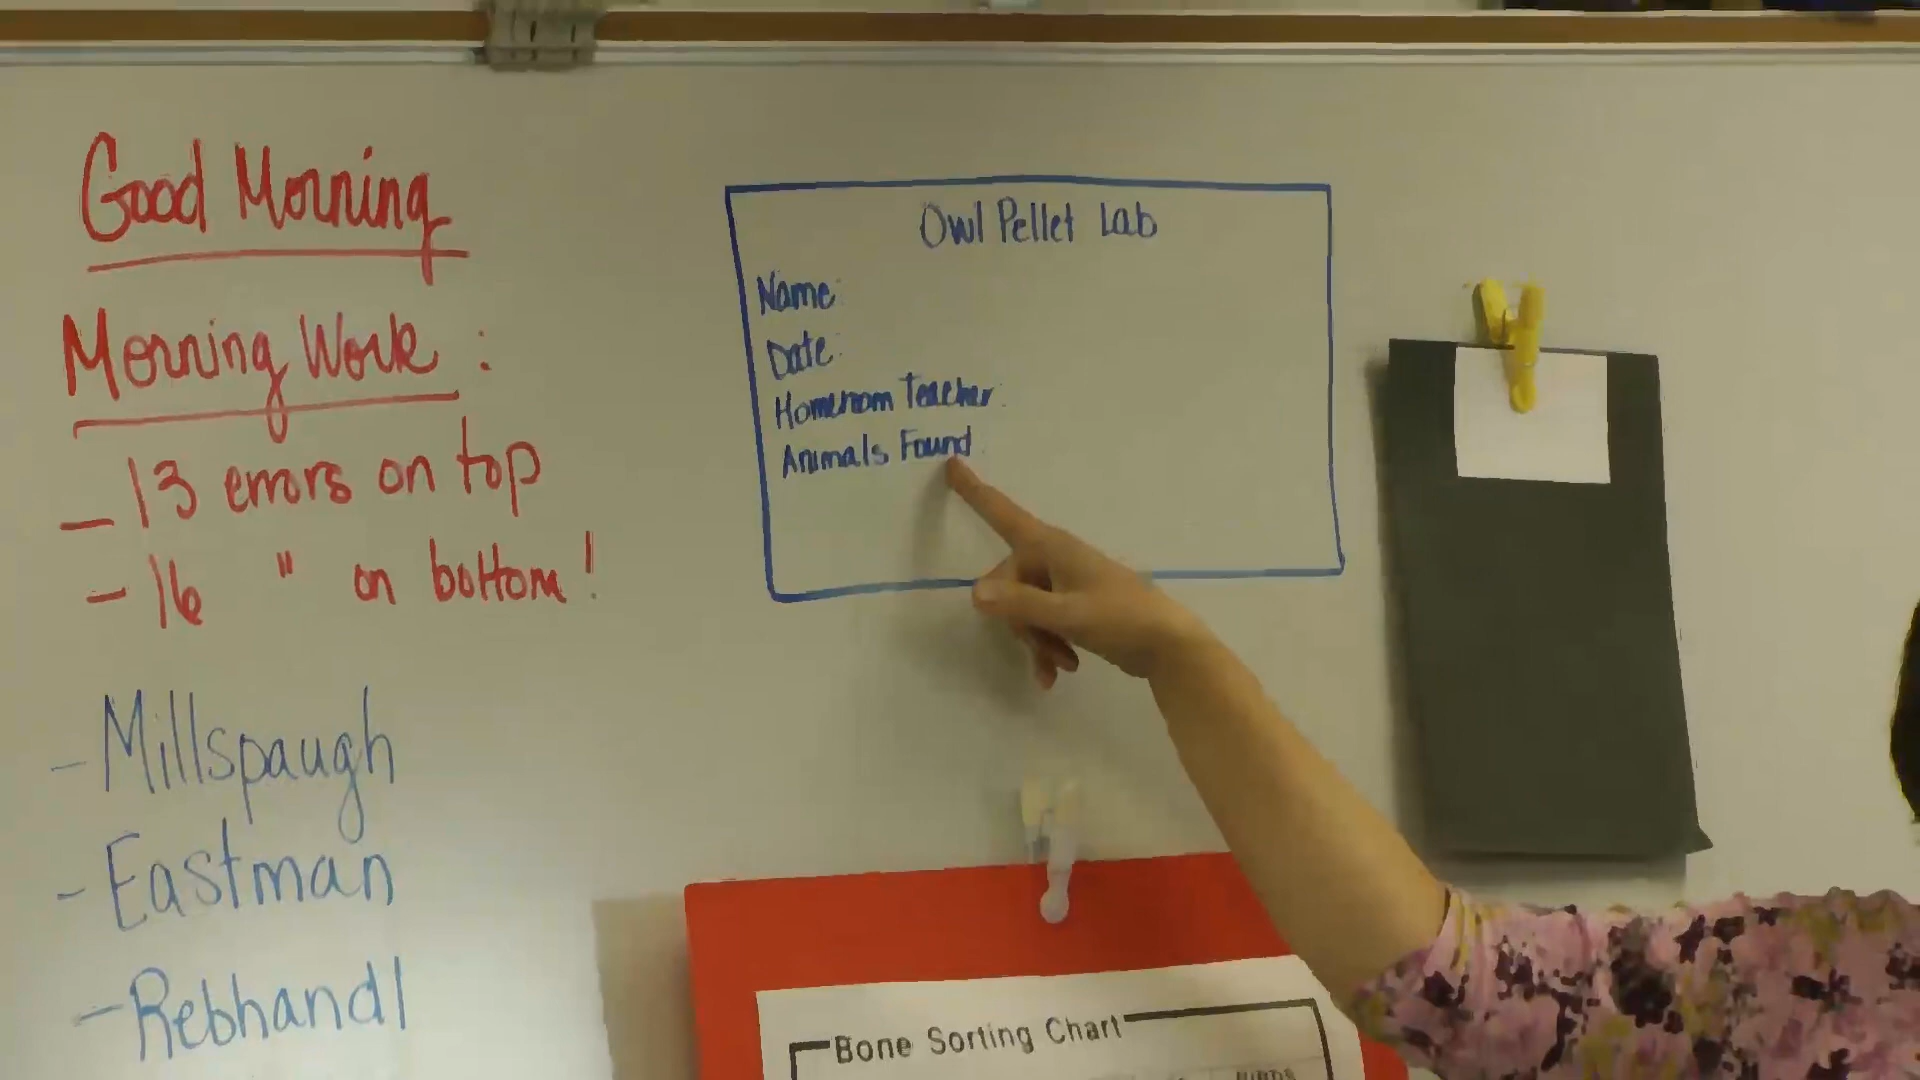 Good Morning
Morning Work :
- 13 errors on top
- 16 " on bottom!
- Millspaugh
- Eastman
- Rebhandl
Owl Pellet Lab
Name:
Date:
Homeroom Teacher:
Animals Found:
Bone Sorting Chart